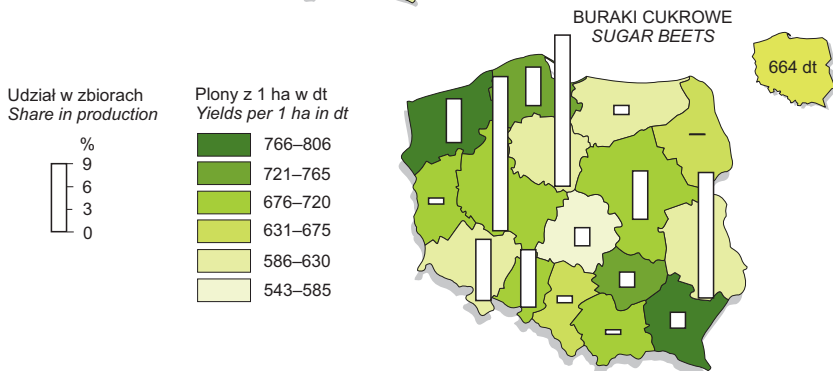 BURAKI CUKROWE
SUGAR BEETS
664 dt
Udział w zbiorach
Share in production
%
9
6
3
0
Plony z 1 ha w dt
Yields per 1 ha in dt
766–806
721–765
676–720
631–675
586–630
543–585